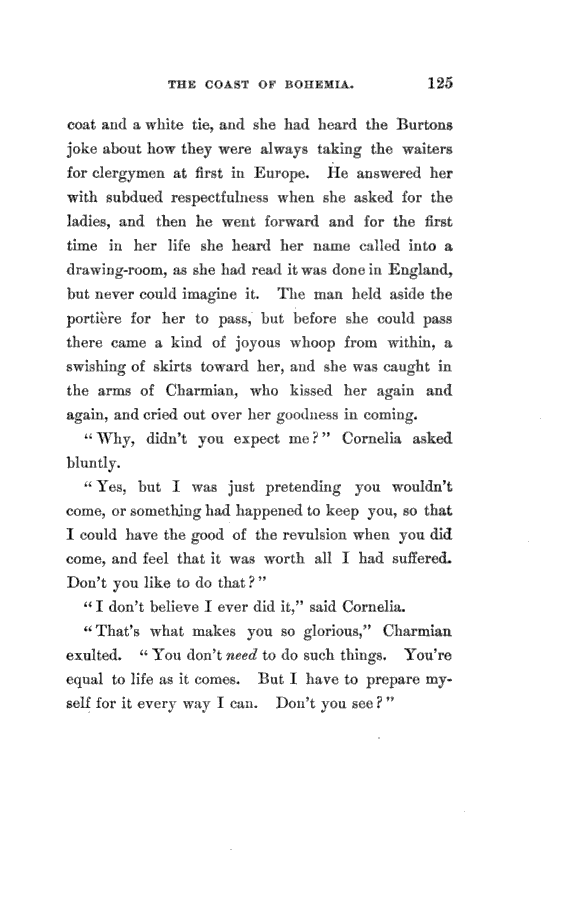 THE COAST OF BOHEMIA. 125
coat and a white tie, and she had heard the Burtons
joke about how they were always taking the waiters
for clergymen at first in Europe. He answered her
with subdued respectfulness when she asked for the
ladies, and then he went forward and for the first
time in her life she heard her name called into a
drawing-room, as she had read it was done in England,
but never could imagine it. The man held aside the
portière for her to pass, but before she could pass
there came a kind of joyous whoop from within, a
swishing of skirts toward her, and she was caught in
the arms of Charmian, who kissed her again and
again, and cried out over her goodness in coming.
"Why, didn't you expect me?" Cornelia asked
bluntly.
"Yes, but I was just pretending you wouldn't
come, or something had happened to keep you, so that
I could have the good of the revulsion when you did
come, and feel that it was worth all I had suffered.
Don't you like to do that?"
"I don't believe I ever did it," said Cornelia.
"That's what makes you so glorious," Charmian
exulted. "You don't need to do such things. You're
equal to life as it comes. But I have to prepare my-
self for it every way I can. Don't you see?"